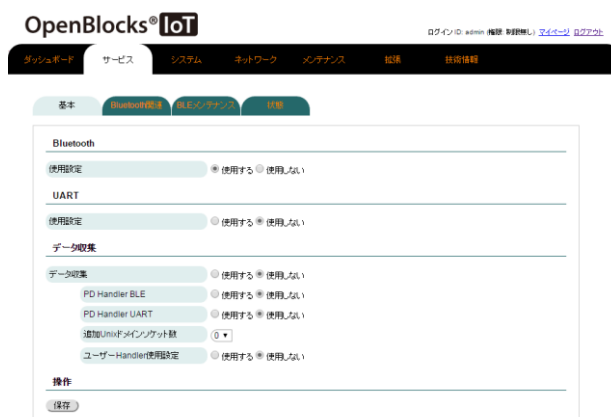 OpenBlocks® IoT
ログインID: admin (権限: 制限無し) マイページ ログアウト
ダッシュボード サービス システム ネットワーク メンテナンス 拡張 技術情報
基本 Bluetooth関連 BLEメンテナンス 状態
Bluetooth
使用設定 使用する 使用しない
UART
使用設定 使用する 使用しない
データ収集
データ収集 使用する 使用しない
PD Handler BLE 使用する 使用しない
PD Handler UART 使用する 使用しない
追加Unixドメインソケット数 0
ユーザーHandler使用設定 使用する 使用しない
操作
保存